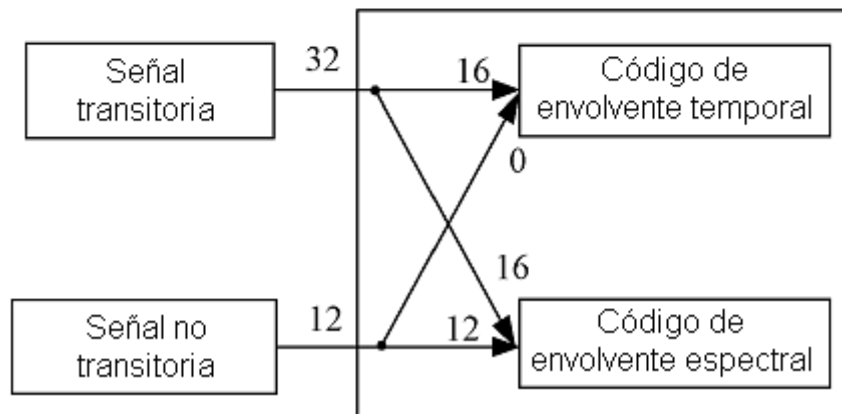 Señal
transitoria
32
16
Código de
envolvente temporal
0
16
Señal no
transitoria
12
12
Código de
envolvente espectral